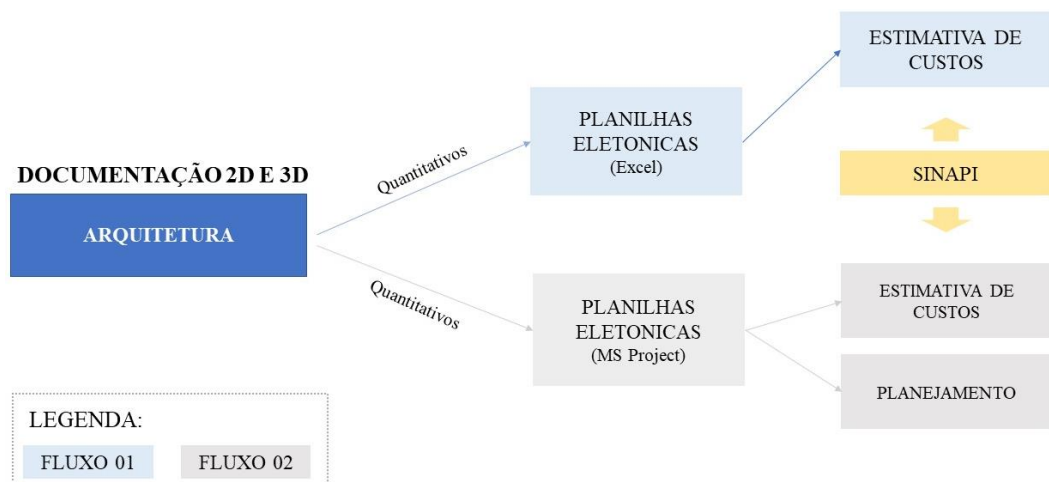 ESTIMATIVA DE
CUSTOS
PLANILHAS
ELETONICAS
(Excel)
Quantitativos
DOCUMENTAÇÃO 2D E 3D
ARQUITETURA
SINAPI
Quantitativos
PLANILHAS
ELETONICAS
(MS Project)
ESTIMATIVA DE
CUSTOS
PLANEJAMENTO
LEGENDA:
FLUXO 01
FLUXO 02